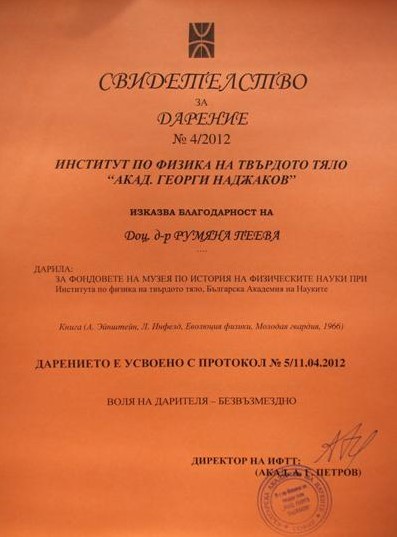 СВИДЕТЕЛСТВО
ЗА
ДАРЕНИЕ
№ 4/2012
ИНСТИТУТ ПО ФИЗИКА НА ТВЪРДОТО ТЯЛО
“АКАД. ГЕОРГИ НАДЖАКОВ”
ИЗКАЗВА БЛАГОДАРНОСТ НА
Доц. д-р РУМЯНА ПЕЕВА
....
ДАРИЛА:
ЗА ФОНДОВЕТЕ НА МУЗЕЯ ПО ИСТОРИЯ НА ФИЗИЧЕСКИТЕ НАУКИ ПРИ
Института по физика на твърдото тяло, Българска Академия на Науките
Книга (А. Эйнштейн, Л. Инфельд, Еволюция физики, Молодая гвардия, 1966)
ДАРЕНИЕТО Е УСВОЕНО С ПРОТОКОЛ № 5/11.04.2012
ВОЛЯ НА ДАРИТЕЛЯ – БЕЗВЪЗМЕЗДНО
ДИРЕКТОР НА ИФТТ:
(АКАД. А. Г. ПЕТРОВ)